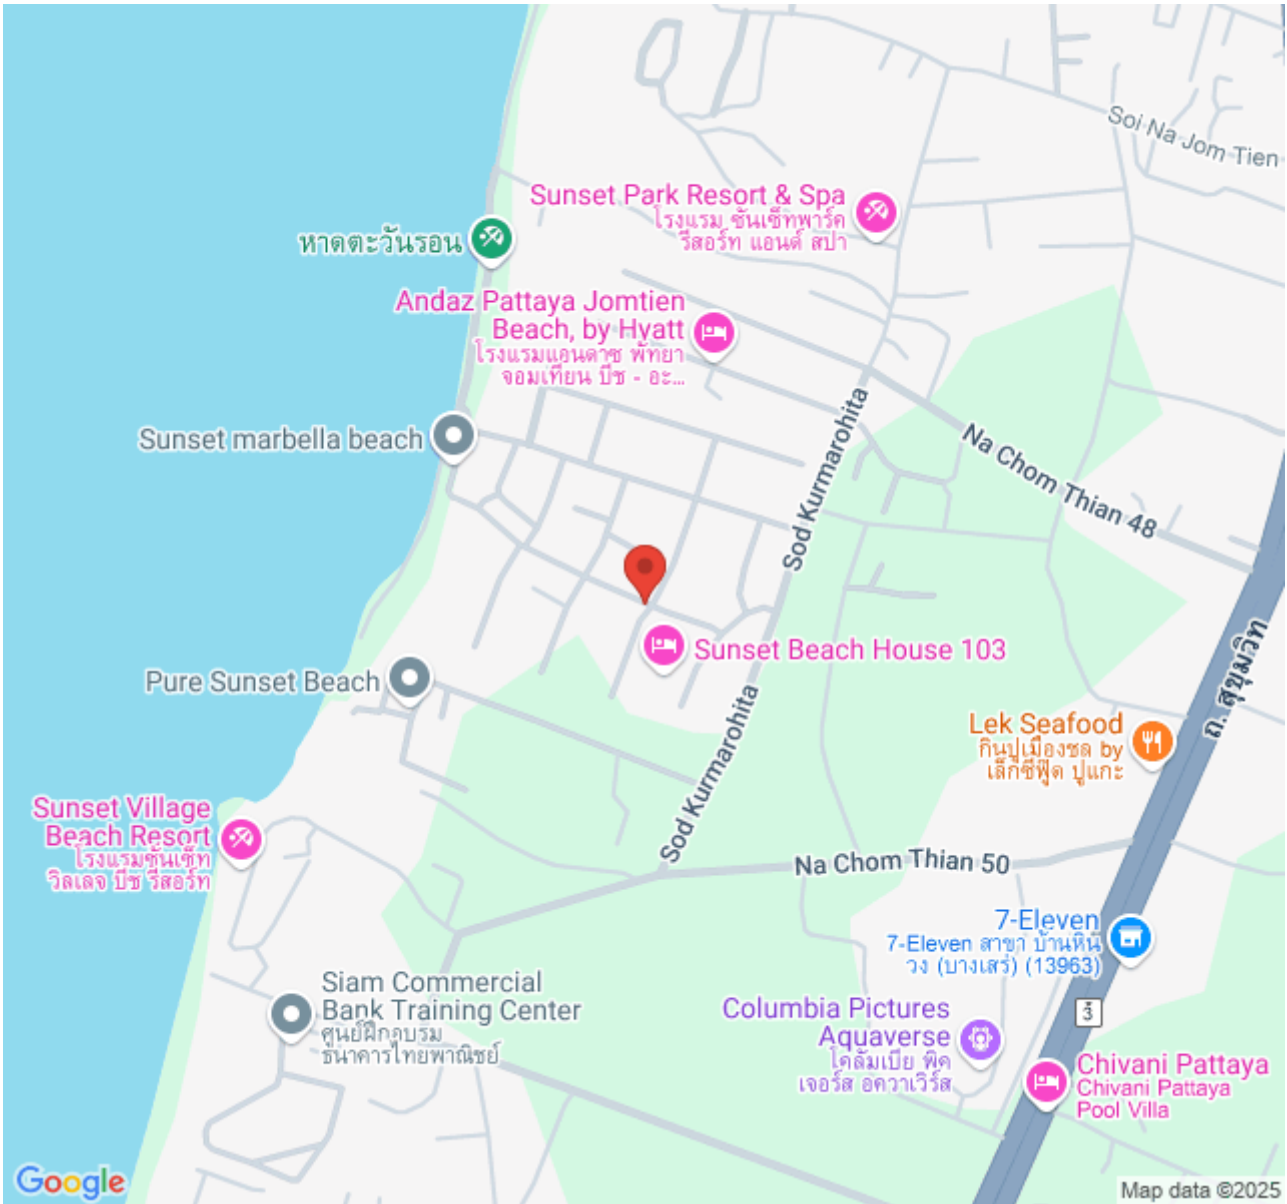 Soi Na Jom Tien
Sunset Park Resort & Spa
โรงแรม ซันเซ็ทพาร์ค
รีสอร์ท แอนด์ สปา
หาดตะวันรอน
Andaz Pattaya Jomtien
Beach, by Hyatt
โรงแรมแอนดาซ พัทยา
จอมเทียน บีช - อะ...
Sunset marbella beach
Sod Kurmarohita
Na Chom Thian 48
Sunset Beach House 103
Pure Sunset Beach
ถ. สุขุมวิท
Lek Seafood
กินปูเมืองชล by
เล็กซีฟู๊ด ปูแกะ
Sod Kurmarohita
Sunset Village
Beach Resort
โรงแรมซันเซ็ท
วิลเลจ บีช รีสอร์ท
Na Chom Thian 50
7-Eleven
7-Eleven สาขา บ้านหิน
วง (บางเสร่) (13963)
Siam Commercial
Bank Training Center
ศูนย์ฝึกอบรม
ธนาคารไทยพาณิชย์
Columbia Pictures
Aquaverse
โคลัมเบีย พิค
เจอร์ส อควาเวิร์ส
3
Chivani Pattaya
Chivani Pattaya
Pool Villa
Google
Map data ©2025